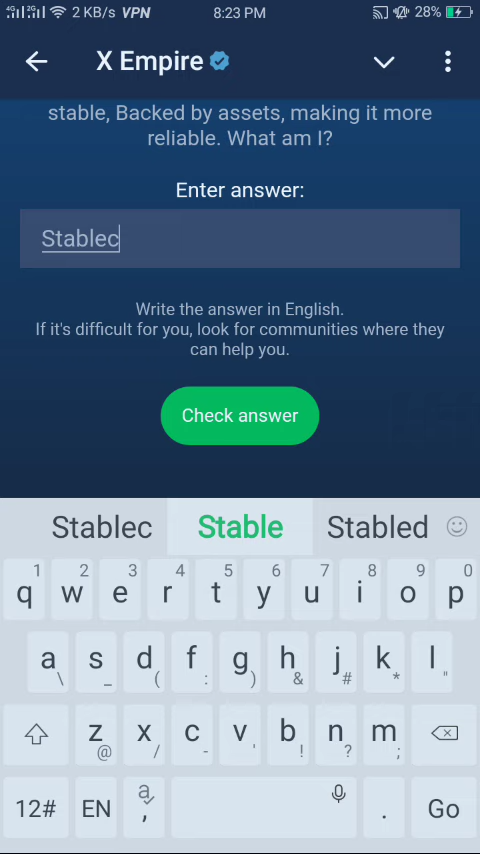 4G 2G 2 KB/s VPN 8:23 PM 28%
X Empire
stable, Backed by assets, making it more
reliable. What am I?
Enter answer:
Stablec
Write the answer in English.
If it's difficult for you, look for communities where they
can help you.
Check answer
Stablec Stable Stabled
1 2 3 4 5 6 7 8 9 0
q w e r t y u i o p
a s d f g h j k l
\ _ ( : ) & # * "
z x c v b n m
@ / - ' ! ? ;
12# EN a , . Go